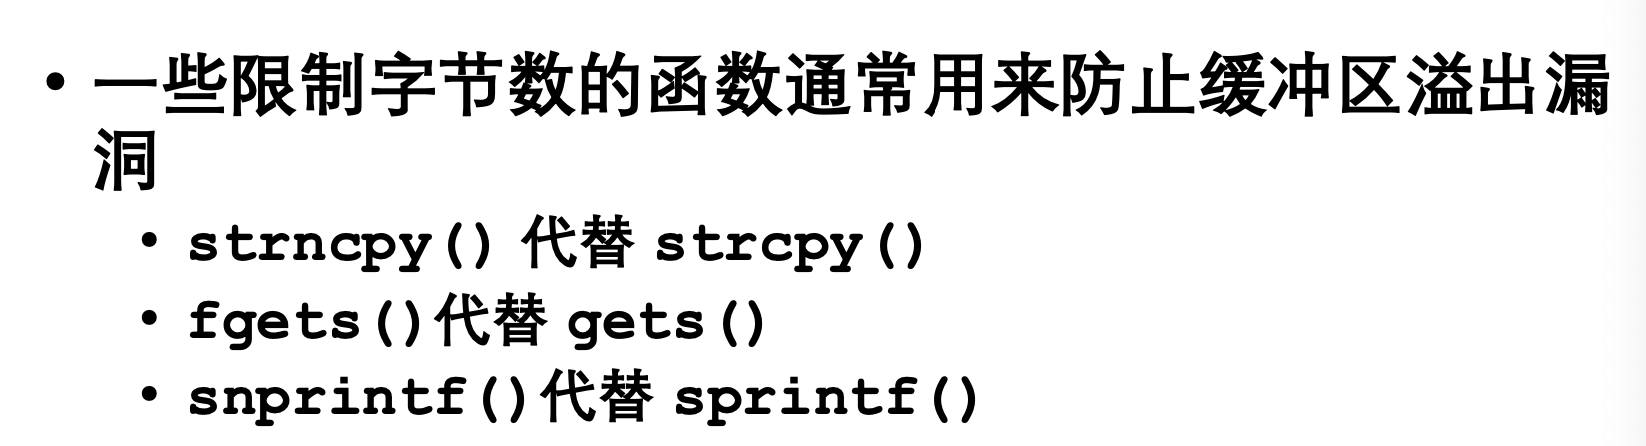 • 一些限制字节数的函数通常用来防止缓冲区溢出漏
洞
• strncpy() 代替 strcpy()
• fgets()代替 gets()
• snprintf()代替 sprintf()